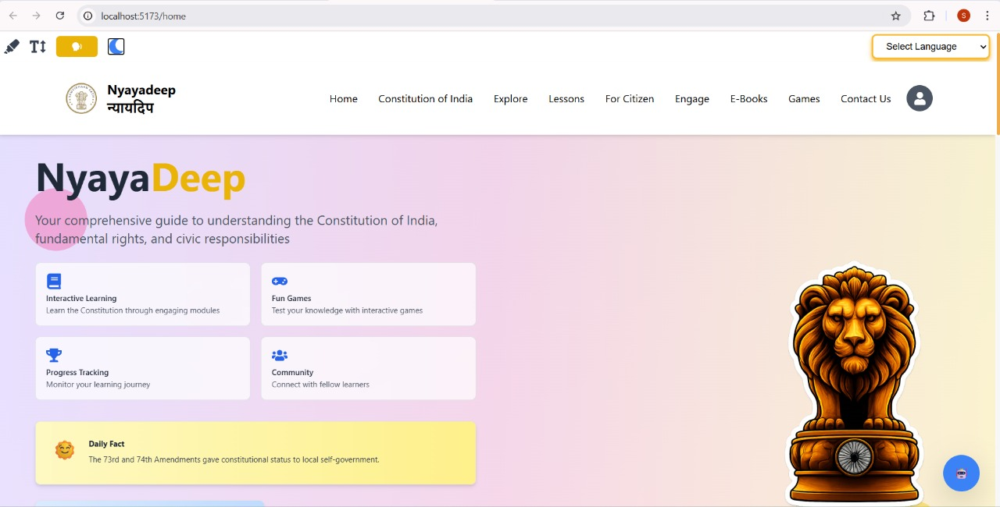 localhost:5173/home
S
T
Select Language
Nyayadeep
न्यायदिप
Home
Constitution of India
Explore
Lessons
For Citizen
Engage
E-Books
Games
Contact Us
NyayaDeep
Your comprehensive guide to understanding the Constitution of India,
fundamental rights, and civic responsibilities
Interactive Learning
Learn the Constitution through engaging modules
Fun Games
Test your knowledge with interactive games
Progress Tracking
Monitor your learning journey
Community
Connect with fellow learners
Daily Fact
The 73rd and 74th Amendments gave constitutional status to local self-government.